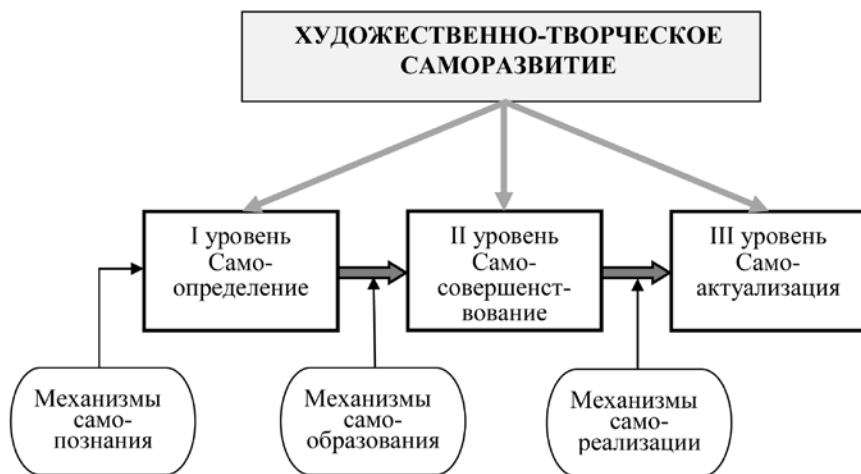 ХУДОЖЕСТВЕННО-ТВОРЧЕСКОЕ
САМОРАЗВИТИЕ
I уровень
Само-
определение
II уровень
Само-
совершенст-
вование
III уровень
Само-
актуализация
Механизмы
само-
познания
Механизмы
само-
образования
Механизмы
само-
реализации